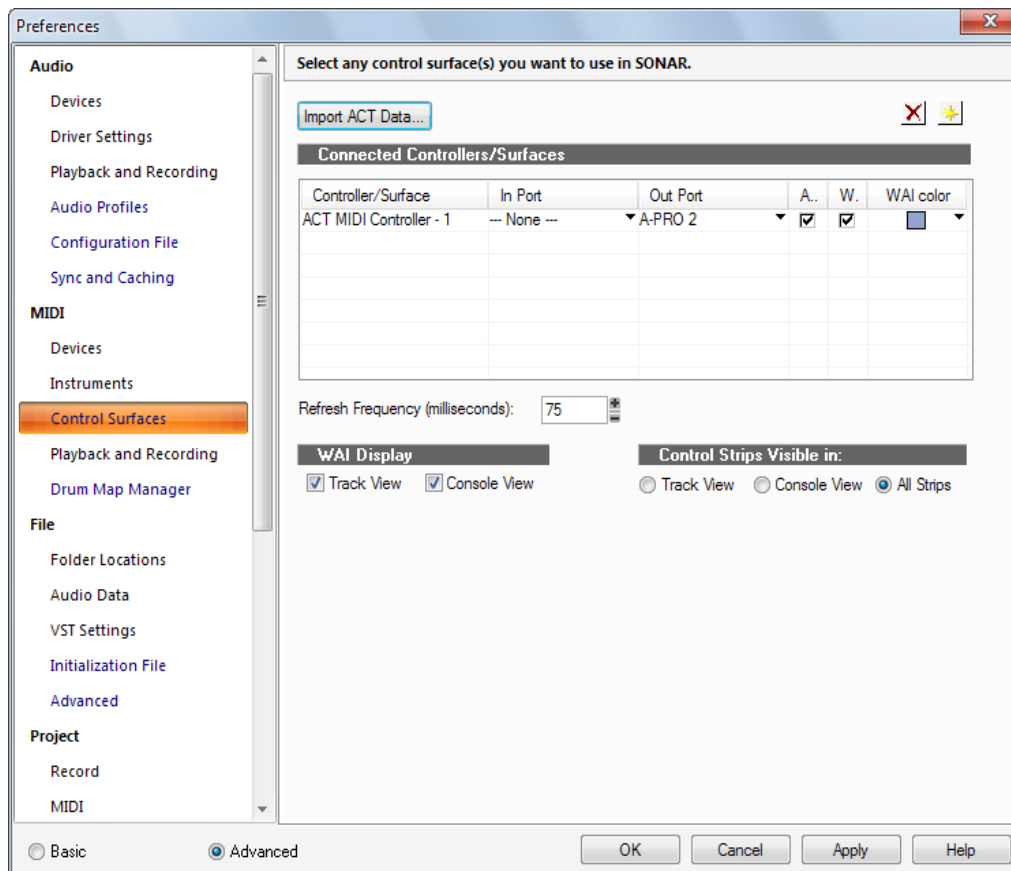 Preferences
Audio
Devices
Driver Settings
Playback and Recording
Audio Profiles
Configuration File
Sync and Caching
MIDI
Devices
Instruments
Control Surfaces
Playback and Recording
Drum Map Manager
File
Folder Locations
Audio Data
VST Settings
Initialization File
Advanced
Project
Record
MIDI
Basic
Advanced
Select any control surface(s) you want to use in SONAR.
Import ACT Data...
Connected Controllers/Surfaces
Controller/Surface In Port Out Port A.. W. WAI color
ACT MIDI Controller - 1 --- None --- A-PRO 2
Refresh Frequency (milliseconds): 75
WAI Display
Track View Console View
Control Strips Visible in:
Track View Console View All Strips
OK Cancel Apply Help